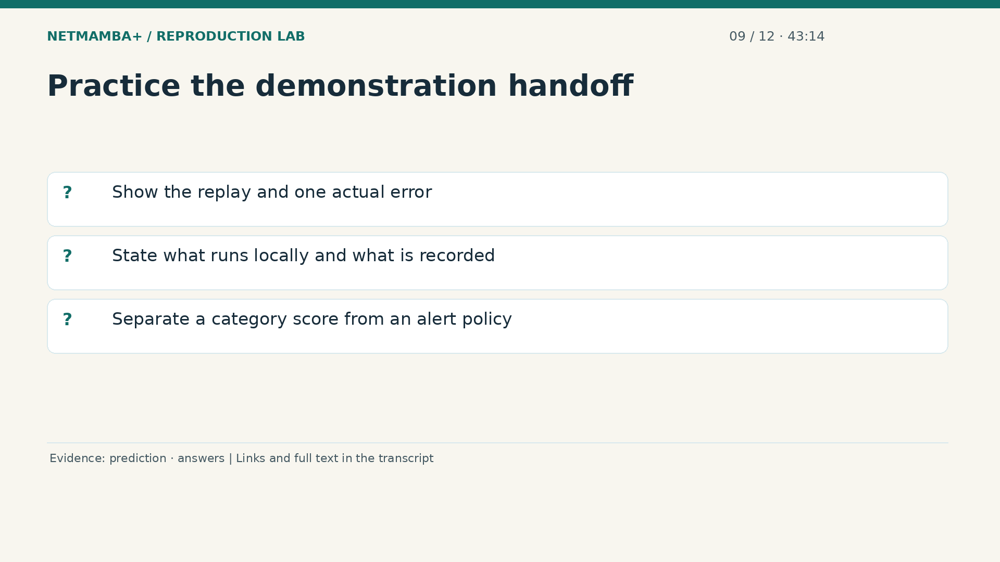 NETMAMBA+ / REPRODUCTION LAB
09 / 12 · 43:14
Practice the demonstration handoff
? Show the replay and one actual error
? State what runs locally and what is recorded
? Separate a category score from an alert policy
Evidence: prediction · answers | Links and full text in the transcript